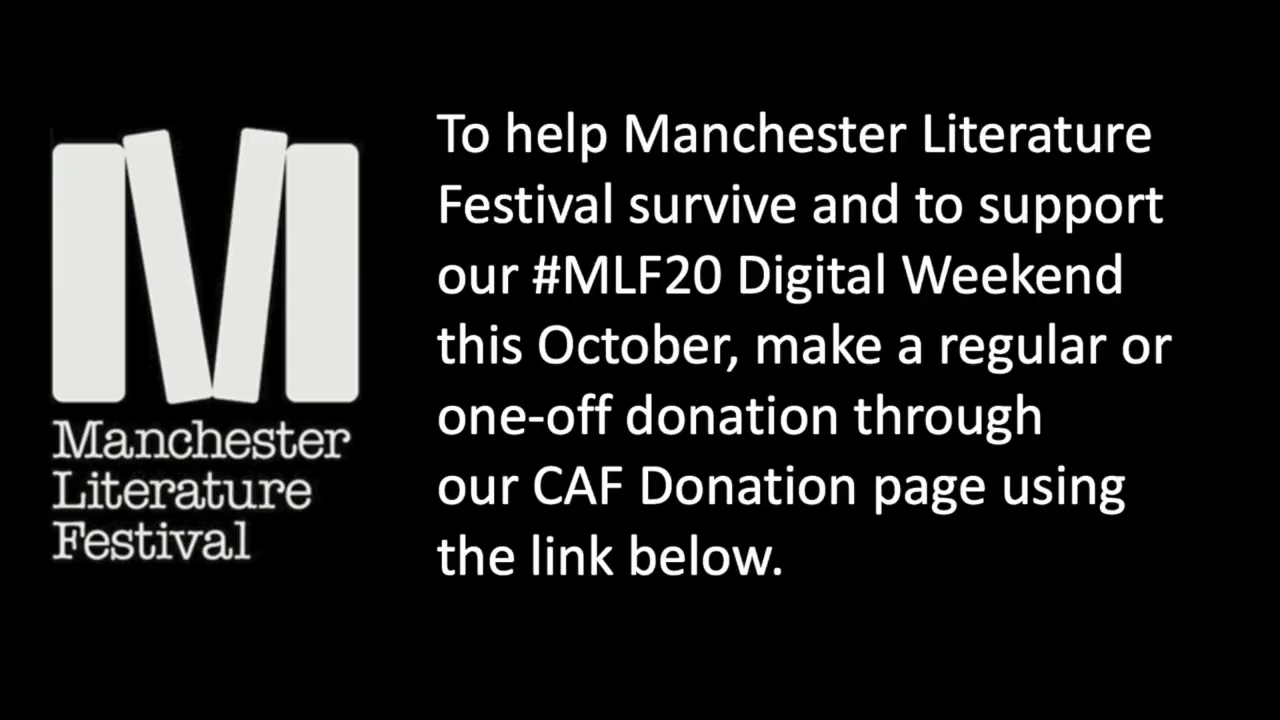 Manchester
Literature
Festival
To help Manchester Literature
Festival survive and to support
our #MLF20 Digital Weekend
this October, make a regular or
one-off donation through
our CAF Donation page using
the link below.